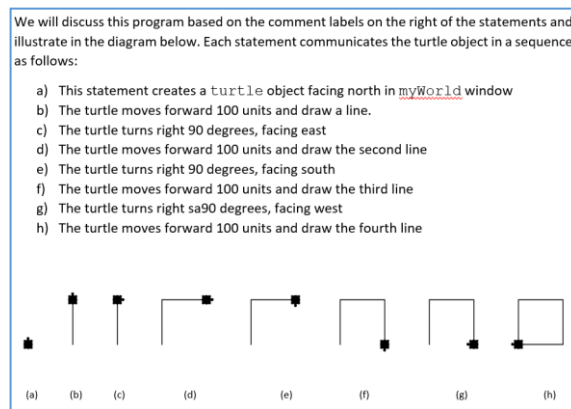 We will discuss this program based on the comment labels on the right of the statements and
illustrate in the diagram below. Each statement communicates the turtle object in a sequence
as follows:
a) This statement creates a turtle object facing north in myWorld window
b) The turtle moves forward 100 units and draw a line.
c) The turtle turns right 90 degrees, facing east
d) The turtle moves forward 100 units and draw the second line
e) The turtle turns right 90 degrees, facing south
f) The turtle moves forward 100 units and draw the third line
g) The turtle turns right sa90 degrees, facing west
h) The turtle moves forward 100 units and draw the fourth line
(a) (b) (c) (d) (e) (f) (g) (h)